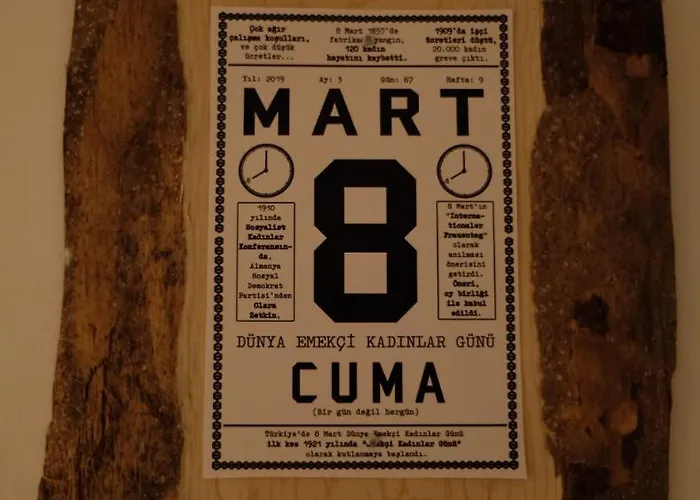 Çok ağır
çalışma koşulları,
ve çok düşük
ücretler...
8 Mart 1857'de
fabrika yangın,
120 kadın
hayatını kaybetti.
1909'da işçi
ücretleri düştü,
20.000 kadın
greve çıktı.
Yıl: 2019 Ay: 3 Gün: 67 Hafta: 9
MART
8
1910
yılında
Sosyalist
Kadınlar
Konferansın-
da,
Almanya
Sosyal
Demokrat
Partisi'nden
Clara
Zetkin,
8 Mart'ın
"Interna-
tionaler
Frauentag"
olarak
anılması
önerisini
getirdi.
Öneri,
oy birliği
ile kabul
edildi.
DÜNYA EMEKÇİ KADINLAR GÜNÜ
CUMA
(Bir gün değil hergün)
Türkiye'de 8 Mart Dünya Emekçi Kadınlar Günü
ilk kez 1921 yılında "Emekçi Kadınlar Günü"
olarak kutlanmaya başlandı.